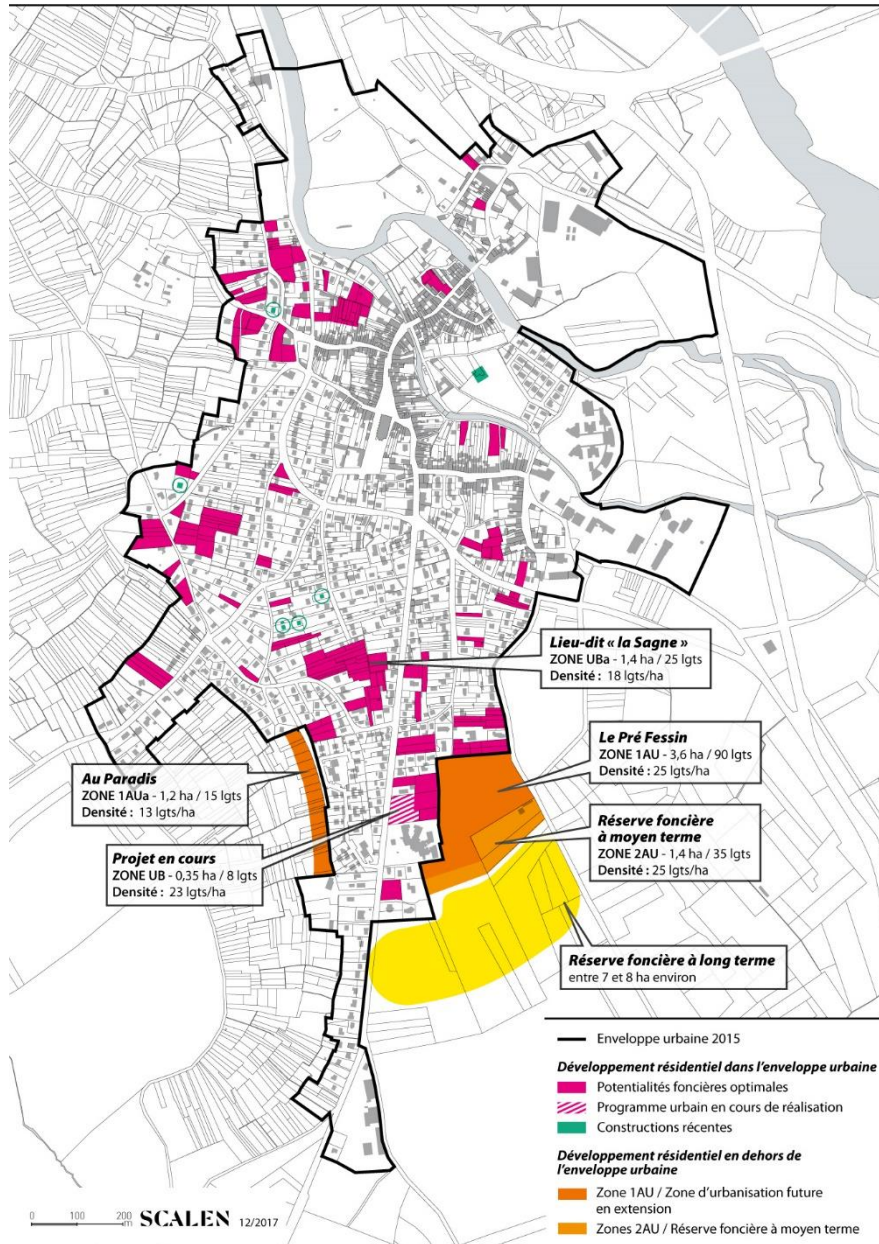 Lieu-dit « la Sagne »
ZONE UBa - 1,4 ha / 25 lgts
Densité : 18 lgts/ha
Le Pré Fessin
ZONE 1AU - 3,6 ha / 90 lgts
Densité : 25 lgts/ha
Au Paradis
ZONE 1AUa - 1,2 ha / 15 lgts
Densité : 13 lgts/ha
Réserve foncière
à moyen terme
ZONE 2AU - 1,4 ha / 35 lgts
Densité : 25 lgts/ha
Projet en cours
ZONE UB - 0,35 ha / 8 lgts
Densité : 23 lgts/ha
Réserve foncière à long terme
entre 7 et 8 ha environ
Enveloppe urbaine 2015
Développement résidentiel dans l'enveloppe urbaine
Potentialités foncières optimales
Programme urbain en cours de réalisation
Constructions récentes
Développement résidentiel en dehors de
l'enveloppe urbaine
Zone 1AU / Zone d'urbanisation future
en extension
Zones 2AU / Réserve foncière à moyen terme
0 100 200 m SCALEN 12/2017